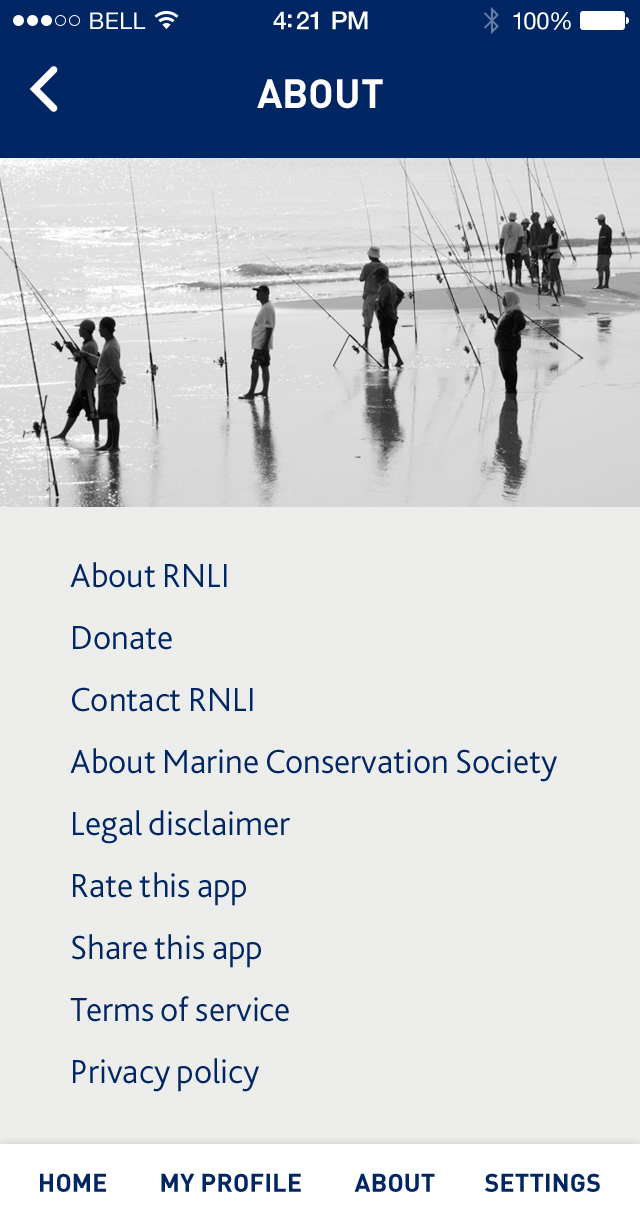 BELL 4:21 PM 100%
ABOUT
About RNLI
Donate
Contact RNLI
About Marine Conservation Society
Legal disclaimer
Rate this app
Share this app
Terms of service
Privacy policy
HOME MY PROFILE ABOUT SETTINGS